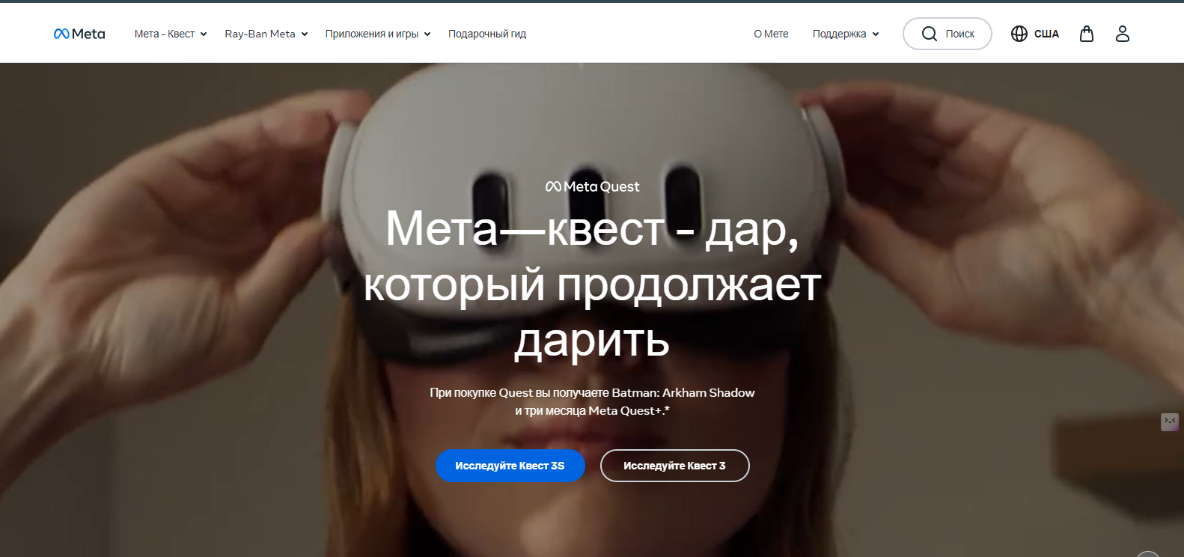 Meta
Мета - Квест
Ray-Ban Meta
Приложения и игры
Подарочный гид
О Мете
Поддержка
Поиск
США
Meta Quest
Мета—квест - дар,
который продолжает
дарить
При покупке Quest вы получаете Batman: Arkham Shadow
и три месяца Meta Quest+.*
Исследуйте Квест 3S
Исследуйте Квест 3